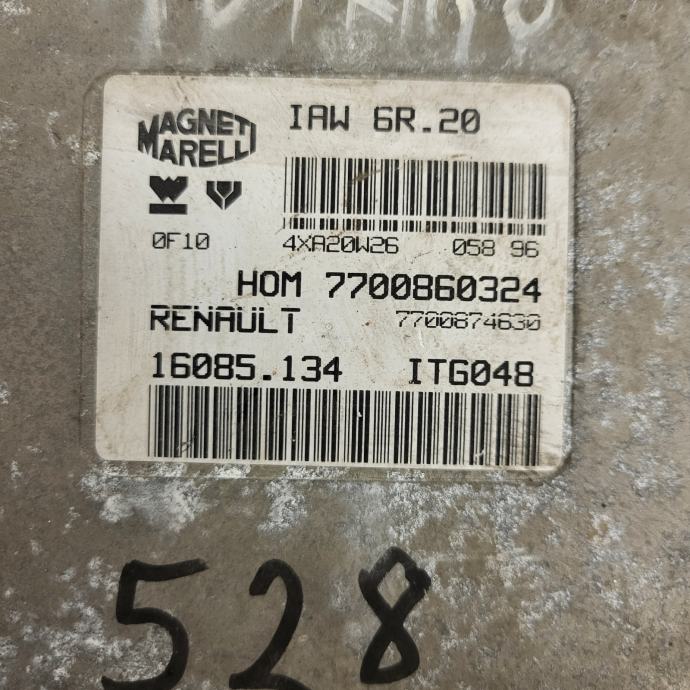 MAGNETI
MARELLI
IAW 6R.20
0F10 4XA20W26 058 96
HOM 7700860324
RENAULT 7700874630
16085.134 ITG048
528